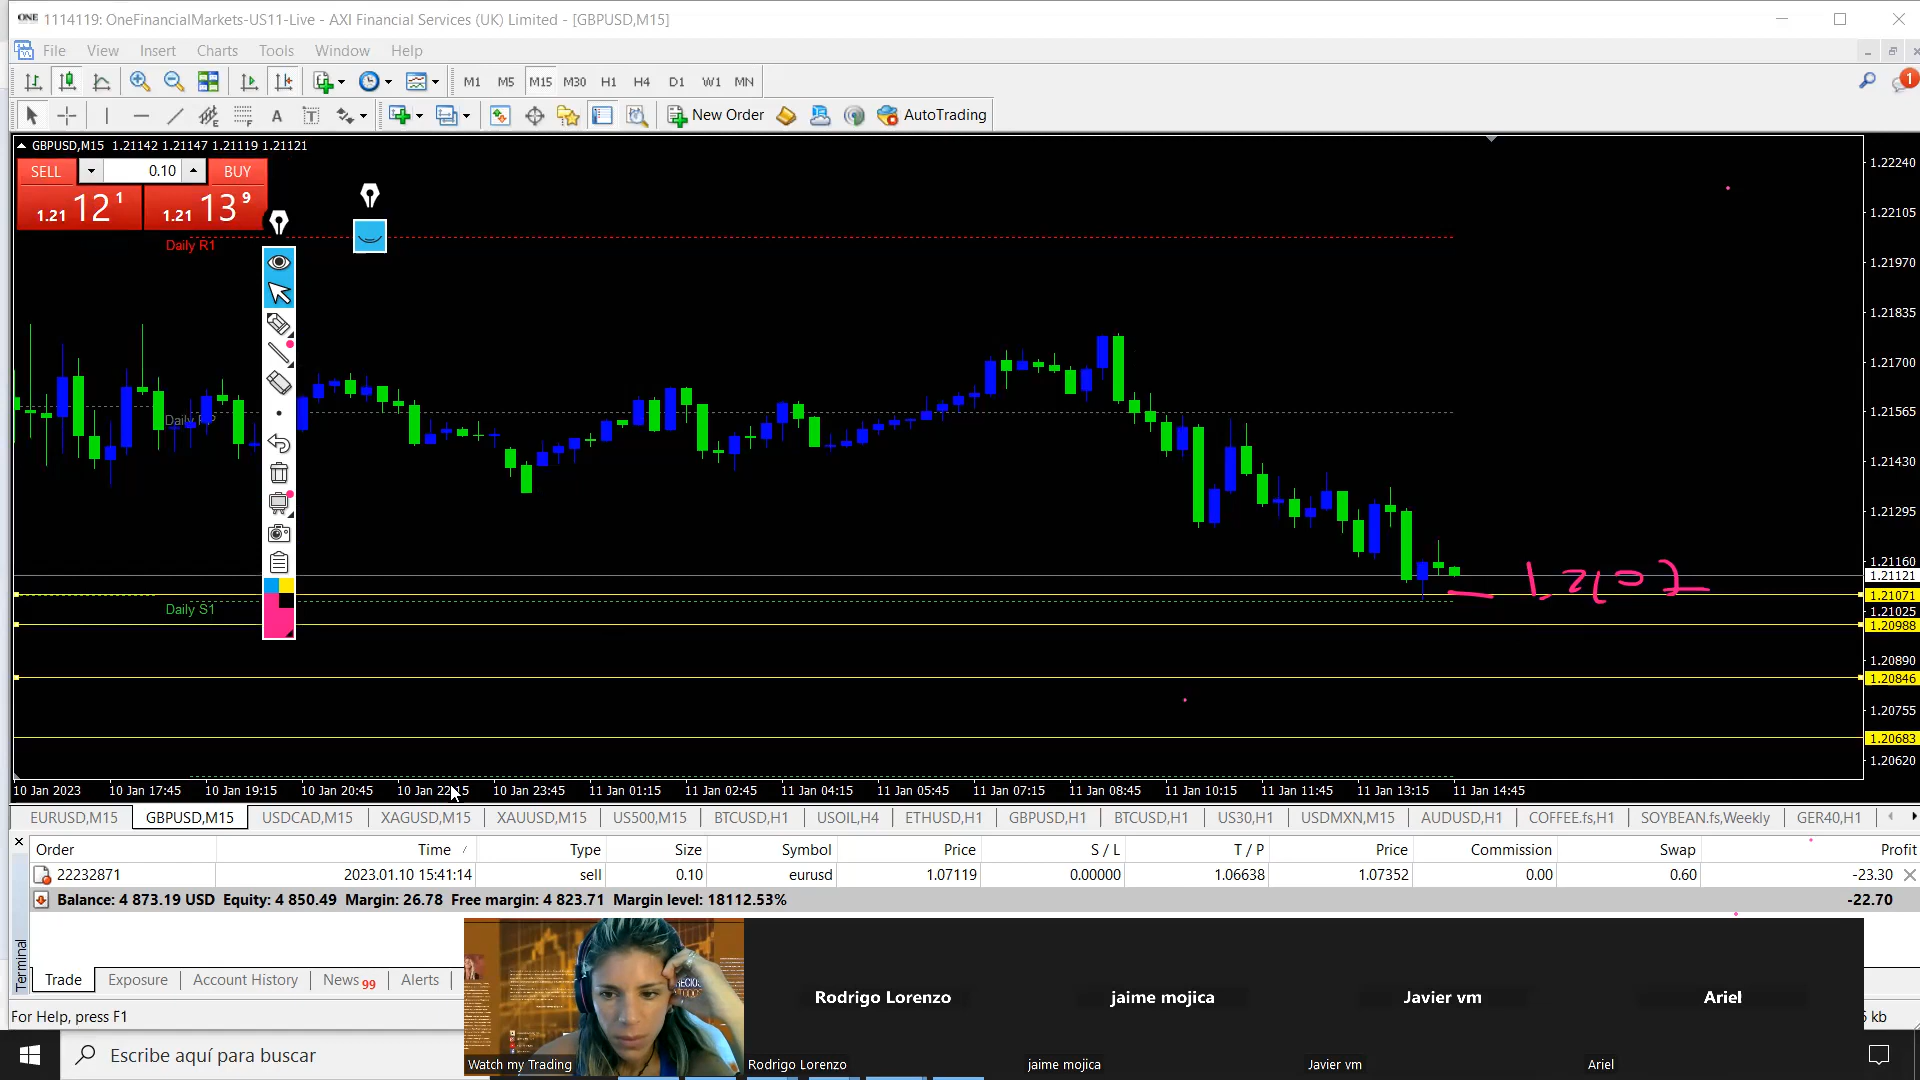 ONE 1114119: OneFinancialMarkets-US11-Live - AXI Financial Services (UK) Limited - [GBPUSD,M15]
File View Insert Charts Tools Window Help
M1 M5 M15 M30 H1 H4 D1 W1 MN 1
A T New Order AutoTrading
GBPUSD,M15 1.21142 1.21147 1.21119 1.21121
SELL 0.10 BUY
1.21 12 1 1.21 13 9
Daily R1
Daily PP
Daily S1
1.2107
1.22240
1.22105
1.21970
1.21835
1.21700
1.21565
1.21430
1.21295
1.21160
1.21121
1.21071
1.21025
1.20988
1.20890
1.20846
1.20755
1.20683
1.20620
10 Jan 2023 10 Jan 17:45 10 Jan 19:15 10 Jan 20:45 10 Jan 22:15 10 Jan 23:45 11 Jan 01:15 11 Jan 02:45 11 Jan 04:15 11 Jan 05:45 11 Jan 07:15 11 Jan 08:45 11 Jan 10:15 11 Jan 11:45 11 Jan 13:15 11 Jan 14:45
EURUSD,M15 GBPUSD,M15 USDCAD,M15 XAGUSD,M15 XAUUSD,M15 US500,M15 BTCUSD,H1 USOIL,H4 ETHUSD,H1 GBPUSD,H1 BTCUSD,H1 US30,H1 USDMXN,M15 AUDUSD,H1 COFFEE.fs,H1 SOYBEAN.fs,Weekly GER40,H1
Order Time / Type Size Symbol Price S / L T / P Price Commission Swap Profit
22232871 2023.01.10 15:41:14 sell 0.10 eurusd 1.07119 0.00000 1.06638 1.07352 0.00 0.60 -23.30
Balance: 4 873.19 USD Equity: 4 850.49 Margin: 26.78 Free margin: 4 823.71 Margin level: 18112.53% -22.70
Terminal
Trade Exposure Account History News 99 Alerts
For Help, press F1
kb
Escribe aquí para buscar
Watch my Trading
Rodrigo Lorenzo jaime mojica Javier vm Ariel
Rodrigo Lorenzo jaime mojica Javier vm Ariel